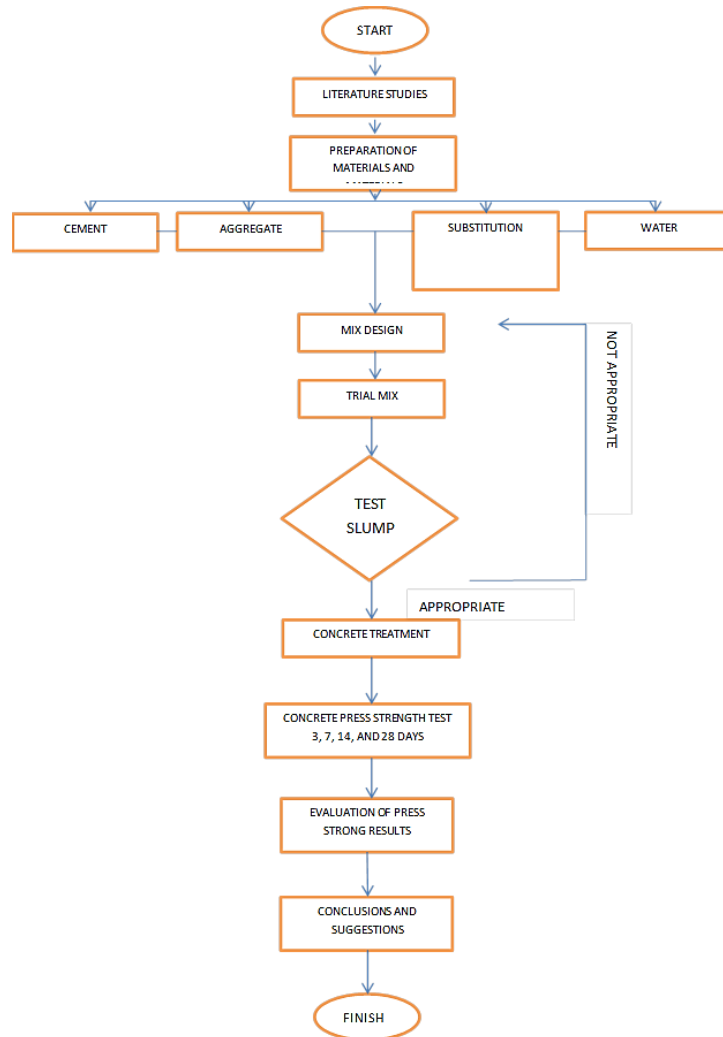 START
LITERATURE STUDIES
PREPARATION OF
MATERIALS AND
CEMENT
AGGREGATE
SUBSTITUTION
WATER
MIX DESIGN
NOT APPROPRIATE
TRIAL MIX
TEST
SLUMP
APPROPRIATE
CONCRETE TREATMENT
CONCRETE PRESS STRENGTH TEST
3, 7, 14, AND 28 DAYS
EVALUATION OF PRESS
STRONG RESULTS
CONCLUSIONS AND
SUGGESTIONS
FINISH